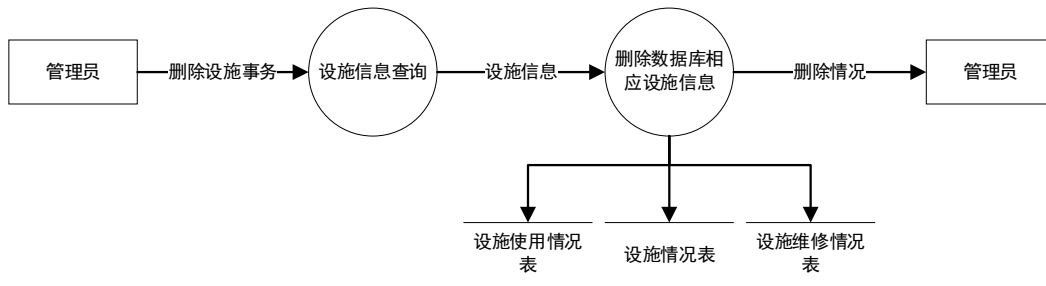 管理员
删除设施事务
设施信息查询
设施信息
删除数据库相
应设施信息
删除情况
管理员
设施使用情况
表
设施情况表
设施维修情况
表